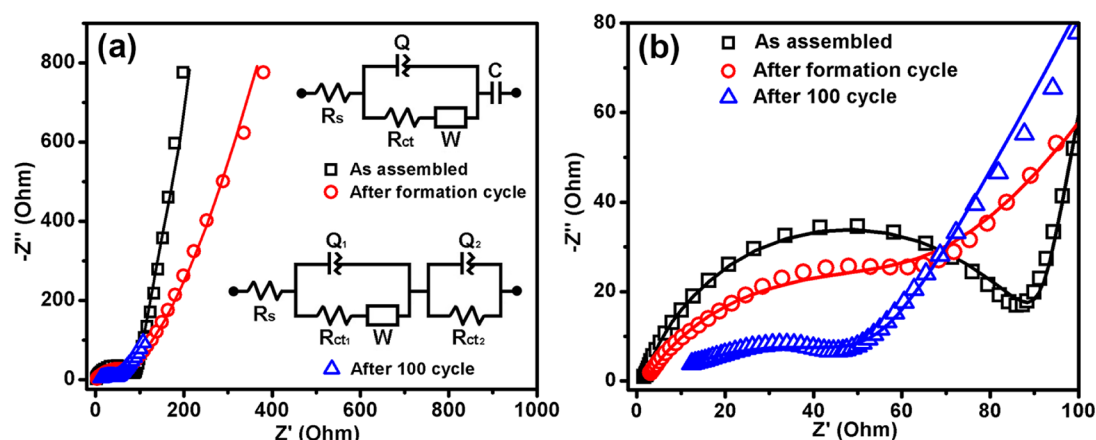 (a)
-Z'' (Ohm)
800
600
400
200
0
Q
C
Rs
Rct
W
As assembled
After formation cycle
Q1
Q2
Rs
Rct1
W
Rct2
After 100 cycle
0 200 400 600 800 1000
Z' (Ohm)
(b)
-Z'' (Ohm)
80
60
40
20
0
As assembled
After formation cycle
After 100 cycle
0 20 40 60 80 100
Z' (Ohm)